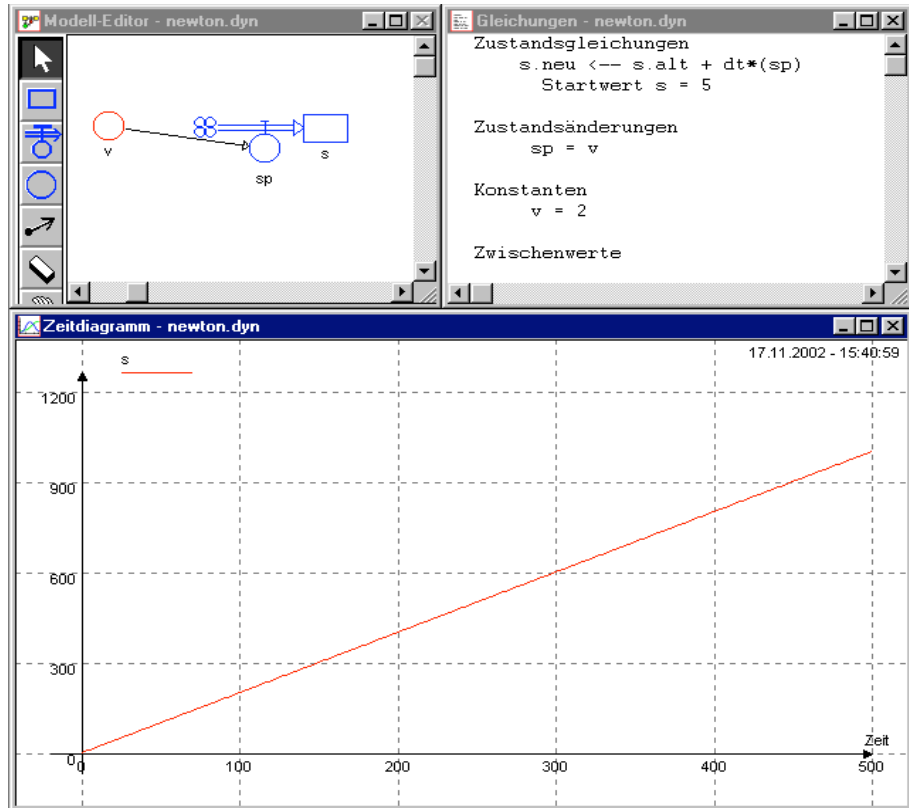 Modell-Editor - newton.dyn
v
sp
s
Gleichungen - newton.dyn
Zustandsgleichungen
s.neu <-- s.alt + dt*(sp)
Startwert s = 5
Zustandsänderungen
sp = v
Konstanten
v = 2
Zwischenwerte
Zeitdiagramm - newton.dyn
17.11.2002 - 15:40:59
s
1200
900
600
300
0
Zeit
0 100 200 300 400 500